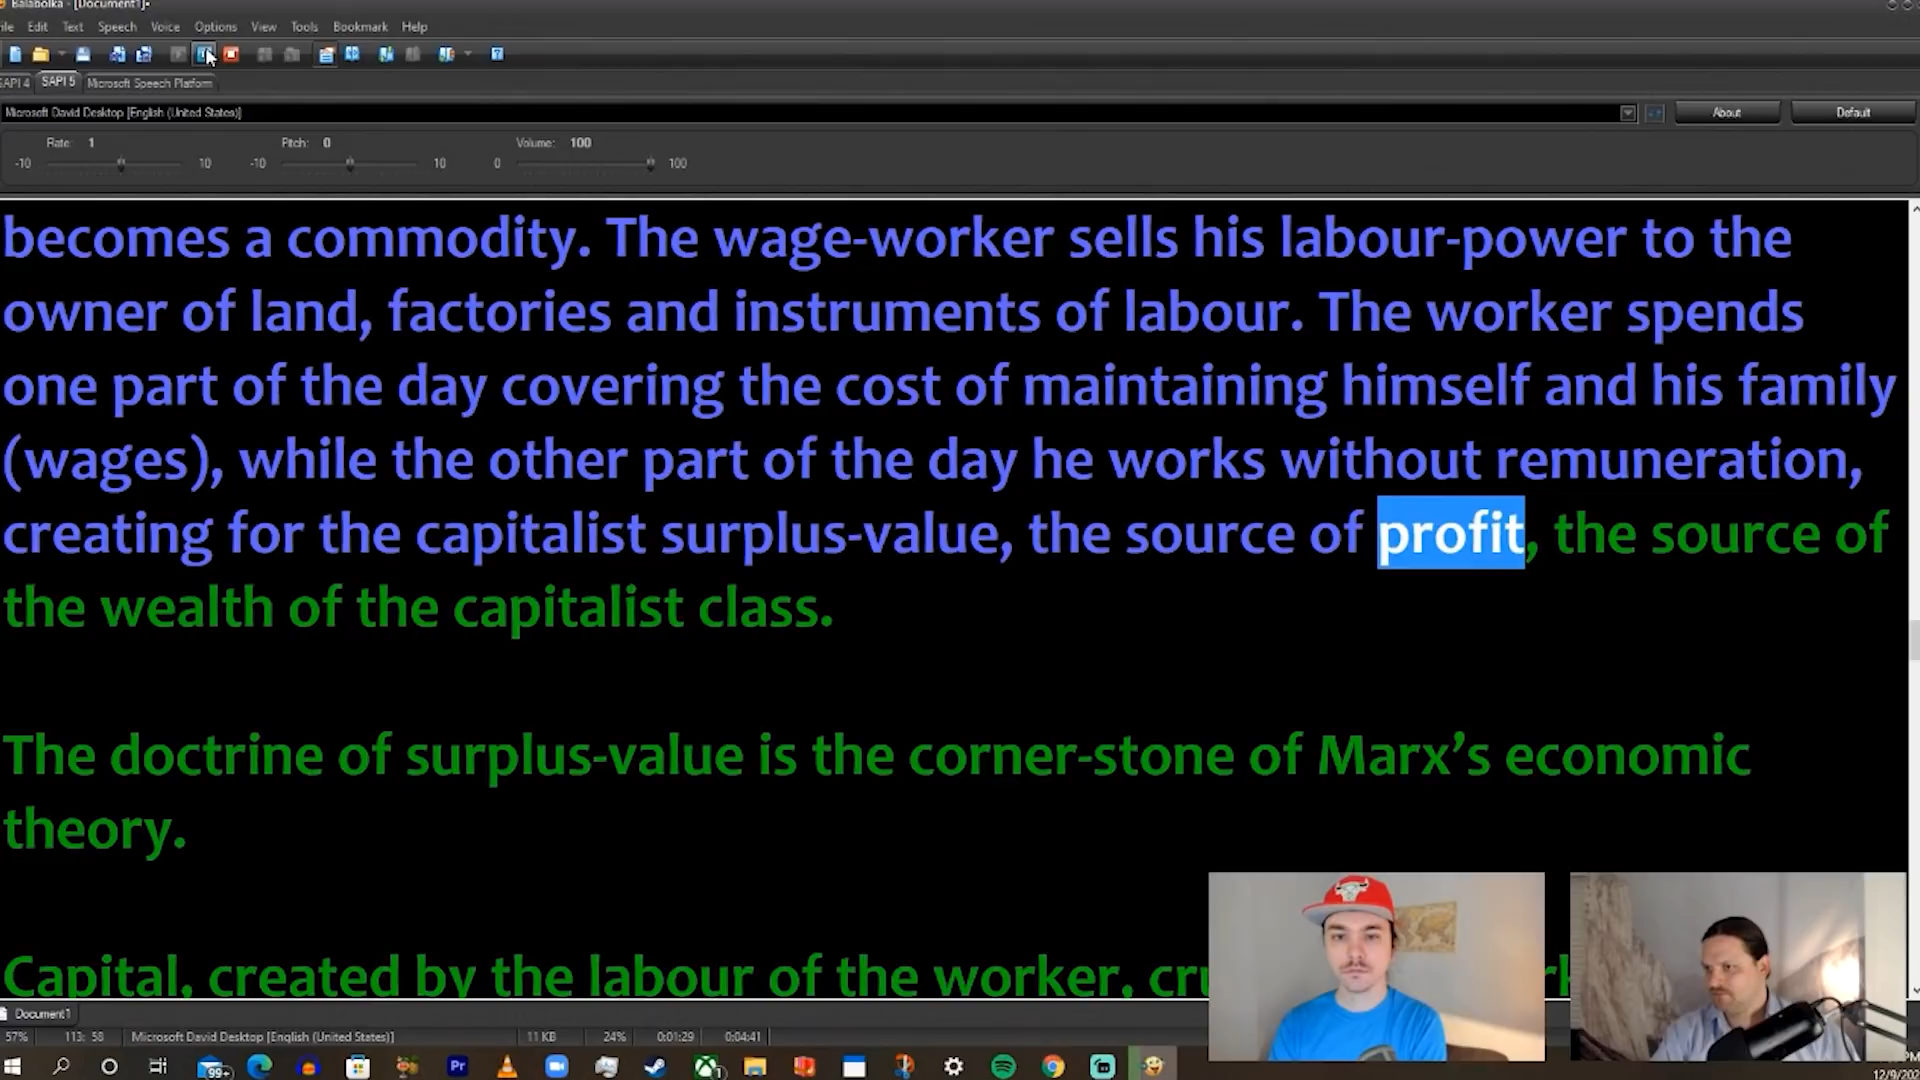 Balabolka - [Document1]*
File Edit Text Speech Voice Options View Tools Bookmark Help
SAPI 4 SAPI 5 Microsoft Speech Platform
Microsoft David Desktop [English (United States)] About Default
Rate: 1 Pitch: 0 Volume: 100
-10 10 -10 10 0 100
becomes a commodity. The wage-worker sells his labour-power to the
owner of land, factories and instruments of labour. The worker spends
one part of the day covering the cost of maintaining himself and his family
(wages), while the other part of the day he works without remuneration,
creating for the capitalist surplus-value, the source of profit, the source of
the wealth of the capitalist class.
The doctrine of surplus-value is the corner-stone of Marx’s economic
theory.
Capital, created by the labour of the worker,
Document1
57% 113: 58 Microsoft David Desktop [English (United States)] 11 KB 24% 0:01:29 0:04:41
99+ Pr 1 PM
12/9/202